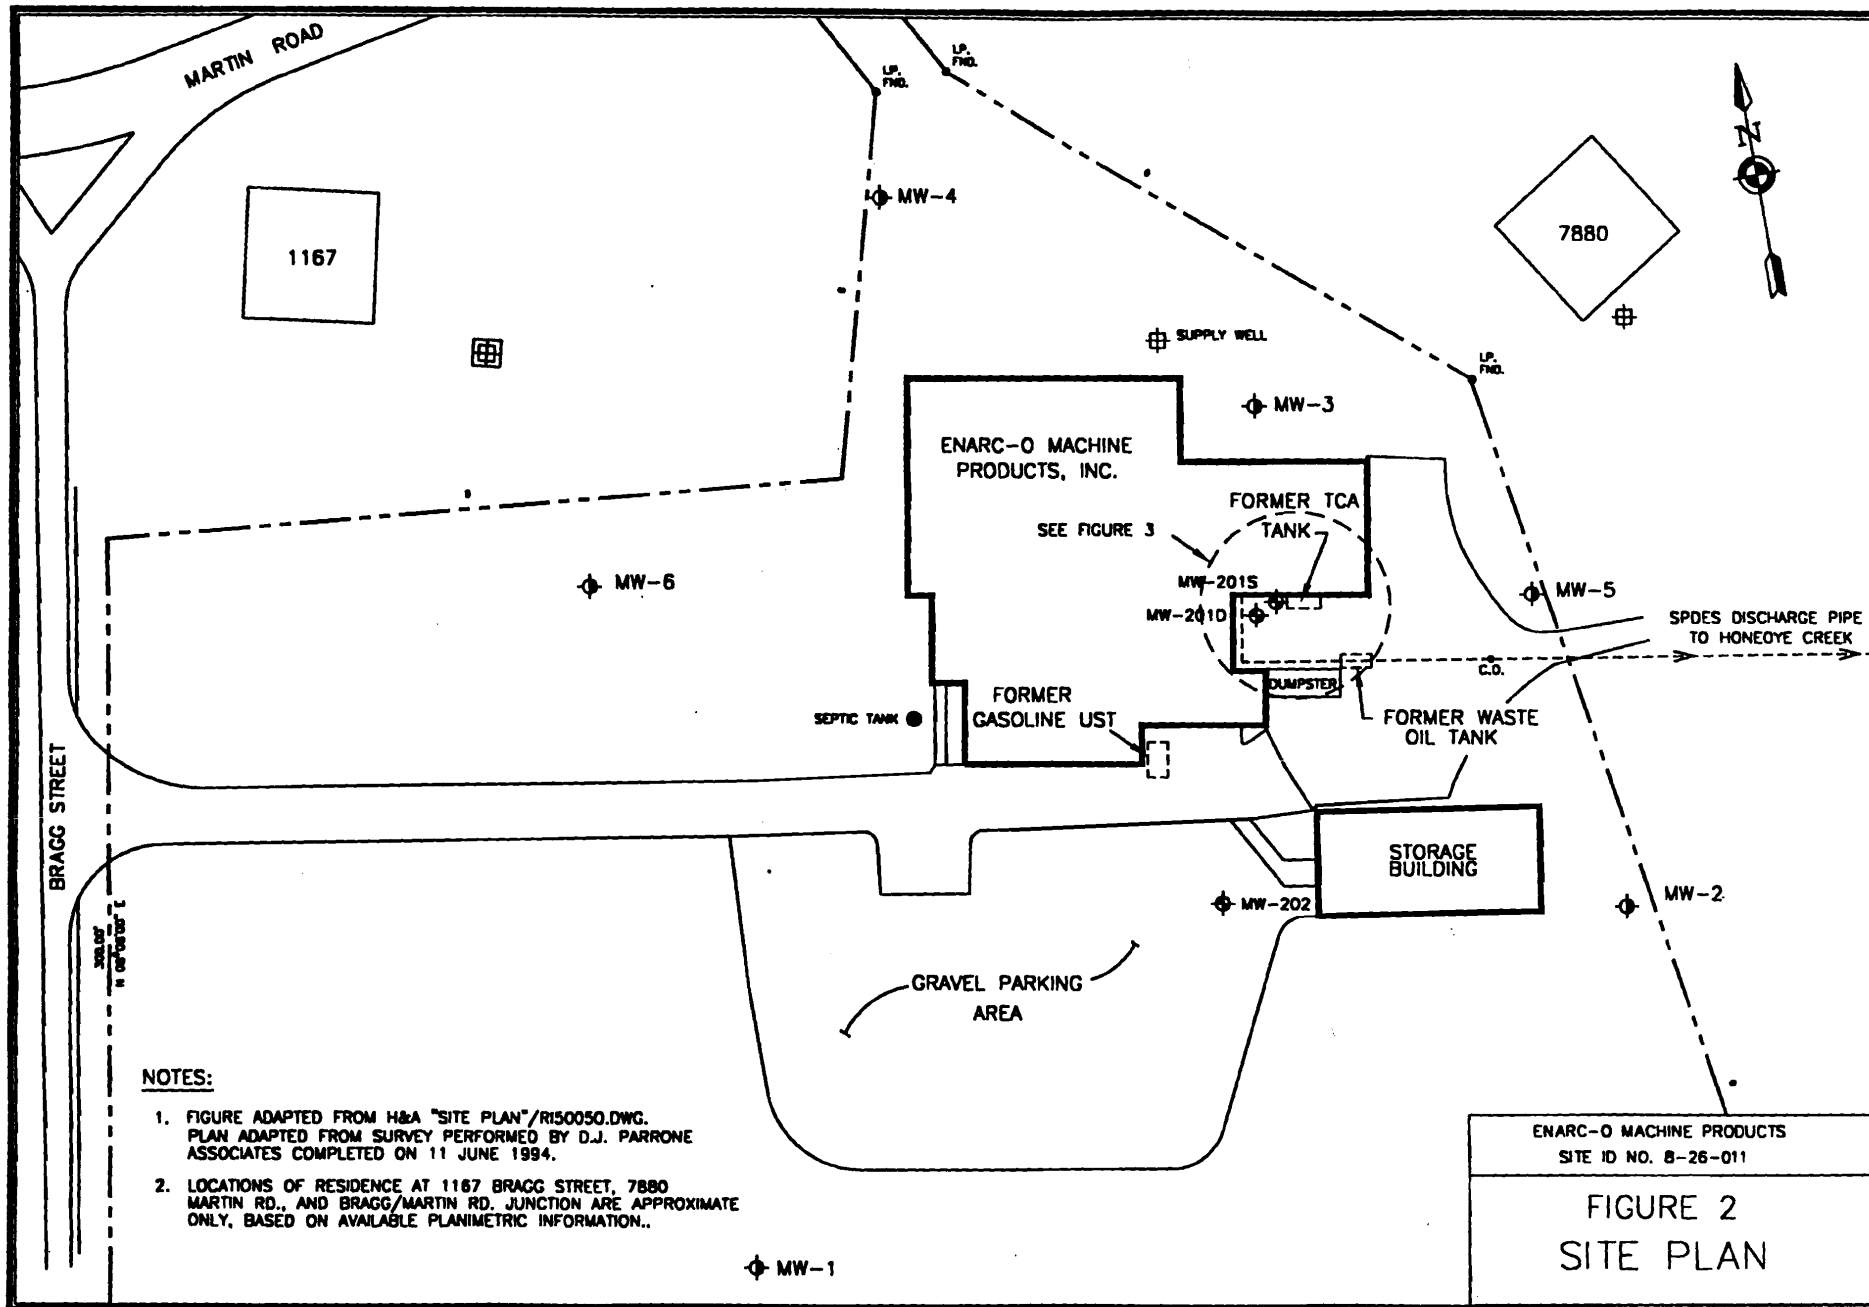 MARTIN ROAD
I.P.
FND.
I.P.
FND.
N
MW-4
1167
7880
SUPPLY WELL
I.P.
FND.
MW-3
ENARC-O MACHINE
PRODUCTS, INC.
FORMER TCA
TANK
SEE FIGURE 3
MW-6
MW-201S
MW-201D
MW-5
SPDES DISCHARGE PIPE
TO HONEOYE CREEK
C.O.
DUMPSTER
FORMER
GASOLINE UST
SEPTIC TANK
FORMER WASTE
OIL TANK
BRAGG STREET
STORAGE
BUILDING
MW-2
MW-202
300.00'
N 08°08'00" E
GRAVEL PARKING
AREA
NOTES:
1. FIGURE ADAPTED FROM H&A "SITE PLAN"/R150050.DWG.
PLAN ADAPTED FROM SURVEY PERFORMED BY D.J. PARRONE
ASSOCIATES COMPLETED ON 11 JUNE 1994.
2. LOCATIONS OF RESIDENCE AT 1167 BRAGG STREET, 7880
MARTIN RD., AND BRAGG/MARTIN RD. JUNCTION ARE APPROXIMATE
ONLY, BASED ON AVAILABLE PLANIMETRIC INFORMATION..
MW-1
ENARC-O MACHINE PRODUCTS
SITE ID NO. 8-26-011
FIGURE 2
SITE PLAN